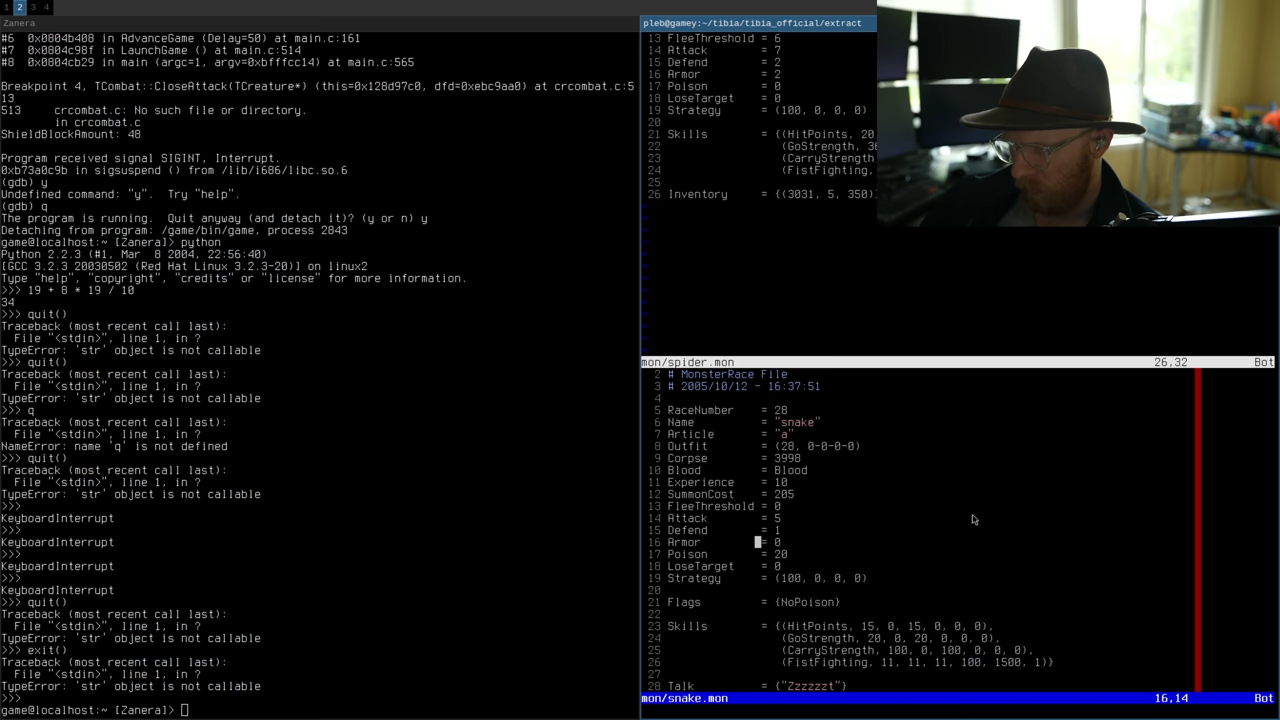 1 2 3 4
Zanera
#6  0x0804b408 in AdvanceGame (Delay=50) at main.c:161
#7  0x0804c98f in LaunchGame () at main.c:514
#8  0x0804cb29 in main (argc=1, argv=0xbfffcc14) at main.c:565
Breakpoint 4, TCombat::CloseAttack(TCreature*) (this=0x128d97c0, dfd=0xebc9aa0) at crcombat.c:5
13
513     crcombat.c: No such file or directory.
        in crcombat.c
ShieldBlockAmount: 48
Program received signal SIGINT, Interrupt.
0xb73a0c9b in sigsuspend () from /lib/i686/libc.so.6
(gdb) y
Undefined command: "y".  Try "help".
(gdb) q
The program is running.  Quit anyway (and detach it)? (y or n) y
Detaching from program: /game/bin/game, process 2843
game@localhost:~ [Zanera]> python
Python 2.2.3 (#1, Mar  8 2004, 22:56:40)
[GCC 3.2.3 20030502 (Red Hat Linux 3.2.3-20)] on linux2
Type "help", "copyright", "credits" or "license" for more information.
>>> 19 + 8 * 19 / 10
34
>>> quit()
Traceback (most recent call last):
  File "<stdin>", line 1, in ?
TypeError: 'str' object is not callable
>>> quit()
Traceback (most recent call last):
  File "<stdin>", line 1, in ?
TypeError: 'str' object is not callable
>>> q
Traceback (most recent call last):
  File "<stdin>", line 1, in ?
NameError: name 'q' is not defined
>>> quit()
Traceback (most recent call last):
  File "<stdin>", line 1, in ?
TypeError: 'str' object is not callable
>>>
KeyboardInterrupt
>>>
KeyboardInterrupt
>>>
KeyboardInterrupt
>>>
KeyboardInterrupt
>>> quit()
Traceback (most recent call last):
  File "<stdin>", line 1, in ?
TypeError: 'str' object is not callable
>>> exit()
Traceback (most recent call last):
  File "<stdin>", line 1, in ?
TypeError: 'str' object is not callable
>>>
game@localhost:~ [Zanera]>
pleb@gamey:~/tibia/tibia_official/extract
13 FleeThreshold = 6
14 Attack        = 7
15 Defend        = 2
16 Armor         = 2
17 Poison        = 0
18 LoseTarget    = 0
19 Strategy      = (100, 0, 0, 0)
20
21 Skills        = {(HitPoints, 20
22                  (GoStrength, 36
23                  (CarryStrength
24                  (FistFighting,
25
26 Inventory     = {(3031, 5, 350)
mon/spider.mon 26,32 Bot
2 # MonsterRace File
3 # 2005/10/12 - 16:37:51
4
5 RaceNumber    = 28
6 Name          = "snake"
7 Article       = "a"
8 Outfit        = (28, 0-0-0-0)
9 Corpse        = 3998
10 Blood         = Blood
11 Experience    = 10
12 SummonCost    = 205
13 FleeThreshold = 0
14 Attack        = 5
15 Defend        = 1
16 Armor         = 0
17 Poison        = 20
18 LoseTarget    = 0
19 Strategy      = (100, 0, 0, 0)
20
21 Flags         = {NoPoison}
22
23 Skills        = {(HitPoints, 15, 0, 15, 0, 0, 0),
24                  (GoStrength, 20, 0, 20, 0, 0, 0),
25                  (CarryStrength, 100, 0, 100, 0, 0, 0),
26                  (FistFighting, 11, 11, 11, 100, 1500, 1)}
27
28 Talk          = {"Zzzzzzt"}
mon/snake.mon 16,14 Bot